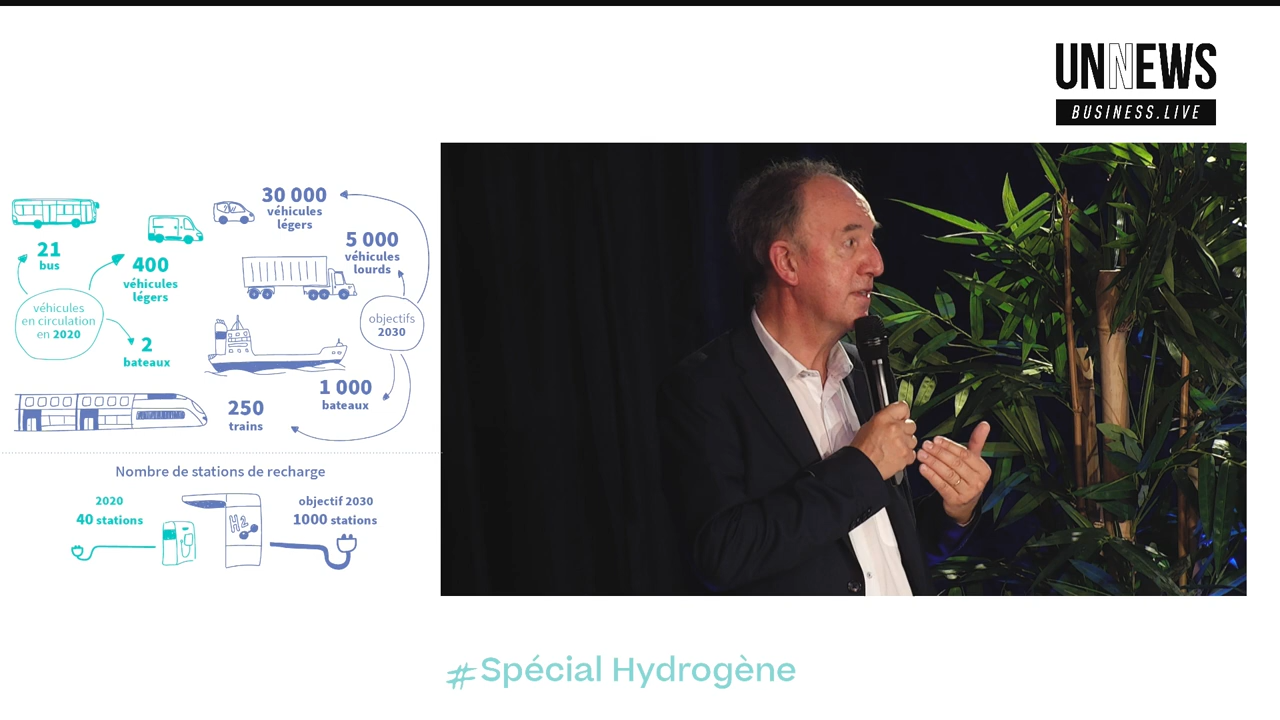 UNNEWS
BUSINESS.LIVE
21
bus
400
véhicules
légers
véhicules
en circulation
en 2020
2
bateaux
30 000
véhicules
légers
5 000
véhicules
lourds
objectifs
2030
1 000
bateaux
250
trains
Nombre de stations de recharge
2020
40 stations
H2
objectif 2030
1000 stations
#Spécial Hydrogène